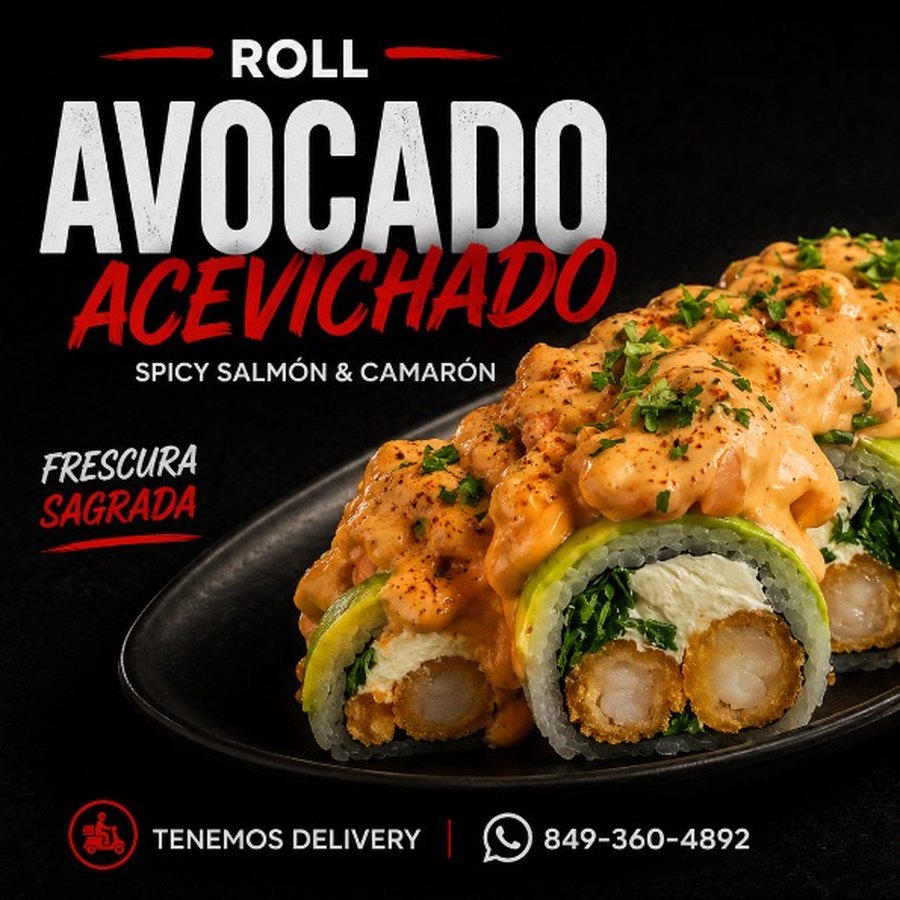 ROLL
AVOCADO
ACEVICHADO
SPICY SALMÓN & CAMARÓN
FRESCURA
SAGRADA
TENEMOS DELIVERY | 849-360-4892